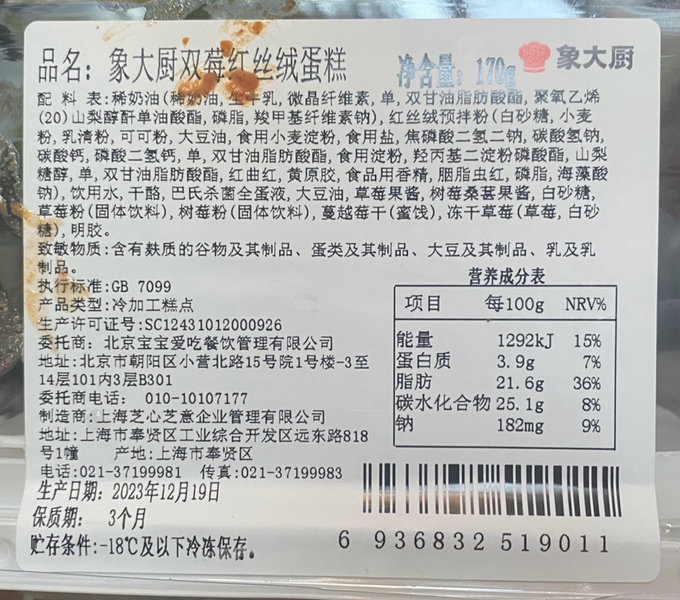 品名: 象大厨双莓红丝绒蛋糕
净含量: 170g
象大厨
配 料 表:稀奶油(稀奶油, 生牛乳, 微晶纤维素, 单, 双甘油脂肪酸酯, 聚氧乙烯
(20)山梨醇酐单油酸酯, 磷脂, 羧甲基纤维素钠), 红丝绒预拌粉(白砂糖, 小麦
粉, 乳清粉, 可可粉, 大豆油, 食用小麦淀粉, 食用盐, 焦磷酸二氢二钠, 碳酸氢钠,
碳酸钙, 磷酸二氢钙, 单, 双甘油脂肪酸酯, 食用淀粉, 羟丙基二淀粉磷酸酯, 山梨
糖醇, 单, 双甘油脂肪酸酯, 红曲红, 黄原胶, 食品用香精, 胭脂虫红, 磷脂, 海藻酸
钠), 饮用水, 干酪, 巴氏杀菌全蛋液, 大豆油, 草莓果酱, 树莓桑葚果酱, 白砂糖,
草莓粉(固体饮料), 树莓粉(固体饮料), 蔓越莓干(蜜饯), 冻干草莓(草莓, 白砂
糖), 明胶。
致敏物质:含有麸质的谷物及其制品、蛋类及其制品、大豆及其制品、乳及乳
制品。
执行标准:GB 7099
产品类型:冷加工糕点
生产许可证号:SC12431012000926
委托商: 北京宝宝爱吃餐饮管理有限公司
地址:北京市朝阳区小营北路15号院1号楼-3至
14层101内3层B301
委托商电话: 010-10107177
制造商:上海芝心芝意企业管理有限公司
地址:上海市奉贤区工业综合开发区远东路818
号1幢 产地:上海市奉贤区
电话:021-37199981 传真:021-37199983
生产日期: 2023年12月19日
保质期: 3个月
贮存条件:-18℃及以下冷冻保存。
营养成分表
项目 每100g NRV%
能量 1292kJ 15%
蛋白质 3.9g 7%
脂肪 21.6g 36%
碳水化合物 25.1g 8%
钠 182mg 9%
6 936832 519011